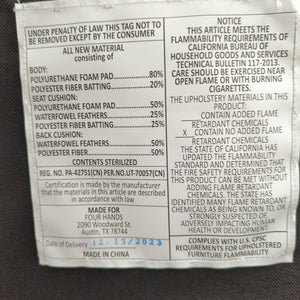 UNDER PENALTY OF LAW THIS TAG NOT TO
BE REMOVED EXCEPT BY THE CONSUMER
ALL NEW MATERIAL
consisting of
BODY:
POLYURETHANE FOAM PAD 80%
POLYESTER FIBER BATTING 20%
SEAT CUSHION:
POLYURETHANE FOAM PAD 50%
WATERFOWL FEATHERS 25%
POLYESTER FIBER BATTING 25%
BACK CUSHION:
WATERFOWL FEATHERS 50%
POLYESTER FIBER 50%
CONTENTS STERILIZED
REG. NO. PA-42751(CN) PER.NO.UT-70057(CN)
Certification is made by the manufacturer
that the materials in this article are
described in accordance
with law
MADE FOR
FOUR HANDS
2090 Woodward St.
Austin, TX 78744
Date of Delivery 12/13/2023
MADE IN CHINA
NOTICE
THIS ARTICLE MEETS THE
FLAMMABILITY REQUIREMENTS OF
CALIFORNIA BUREAU OF
HOUSEHOLD GOODS AND SERVICES
TECHNICAL BULLETIN 117-2013.
CARE SHOULD BE EXERCISED NEAR
OPEN FLAME OR WITH BURNING
CIGARETTES.
THE UPHOLSTERY MATERIALS IN THIS
PRODUCT:
CONTAIN ADDED FLAME
RETARDANT CHEMICALS
X CONTAIN NO ADDED FLAME
RETARDANT CHEMICALS
THE STATE OF CALIFORNIA HAS
UPDATED THE FLAMMABILITY
STANDARD AND DETERMINED THAT
THE FIRE SAFETY REQUIREMENTS FOR
THIS PRODUCT CAN BE MET WITHOUT
ADDING FLAME RETARDANT
CHEMICALS. THE STATE HAS
IDENTIFIED MANY FLAME RETARDANT
CHEMICALS AS BEING KNOWN TO, OR
STRONGLY SUSPECTED OF,
ADVERSELY IMPACTING HUMAN
HEALTH OR DEVELOPMENT.
COMPLIES WITH U.S. CPSC
REQUIREMENTS FOR UPHOLSTERED
FURNITURE FLAMMABILITY